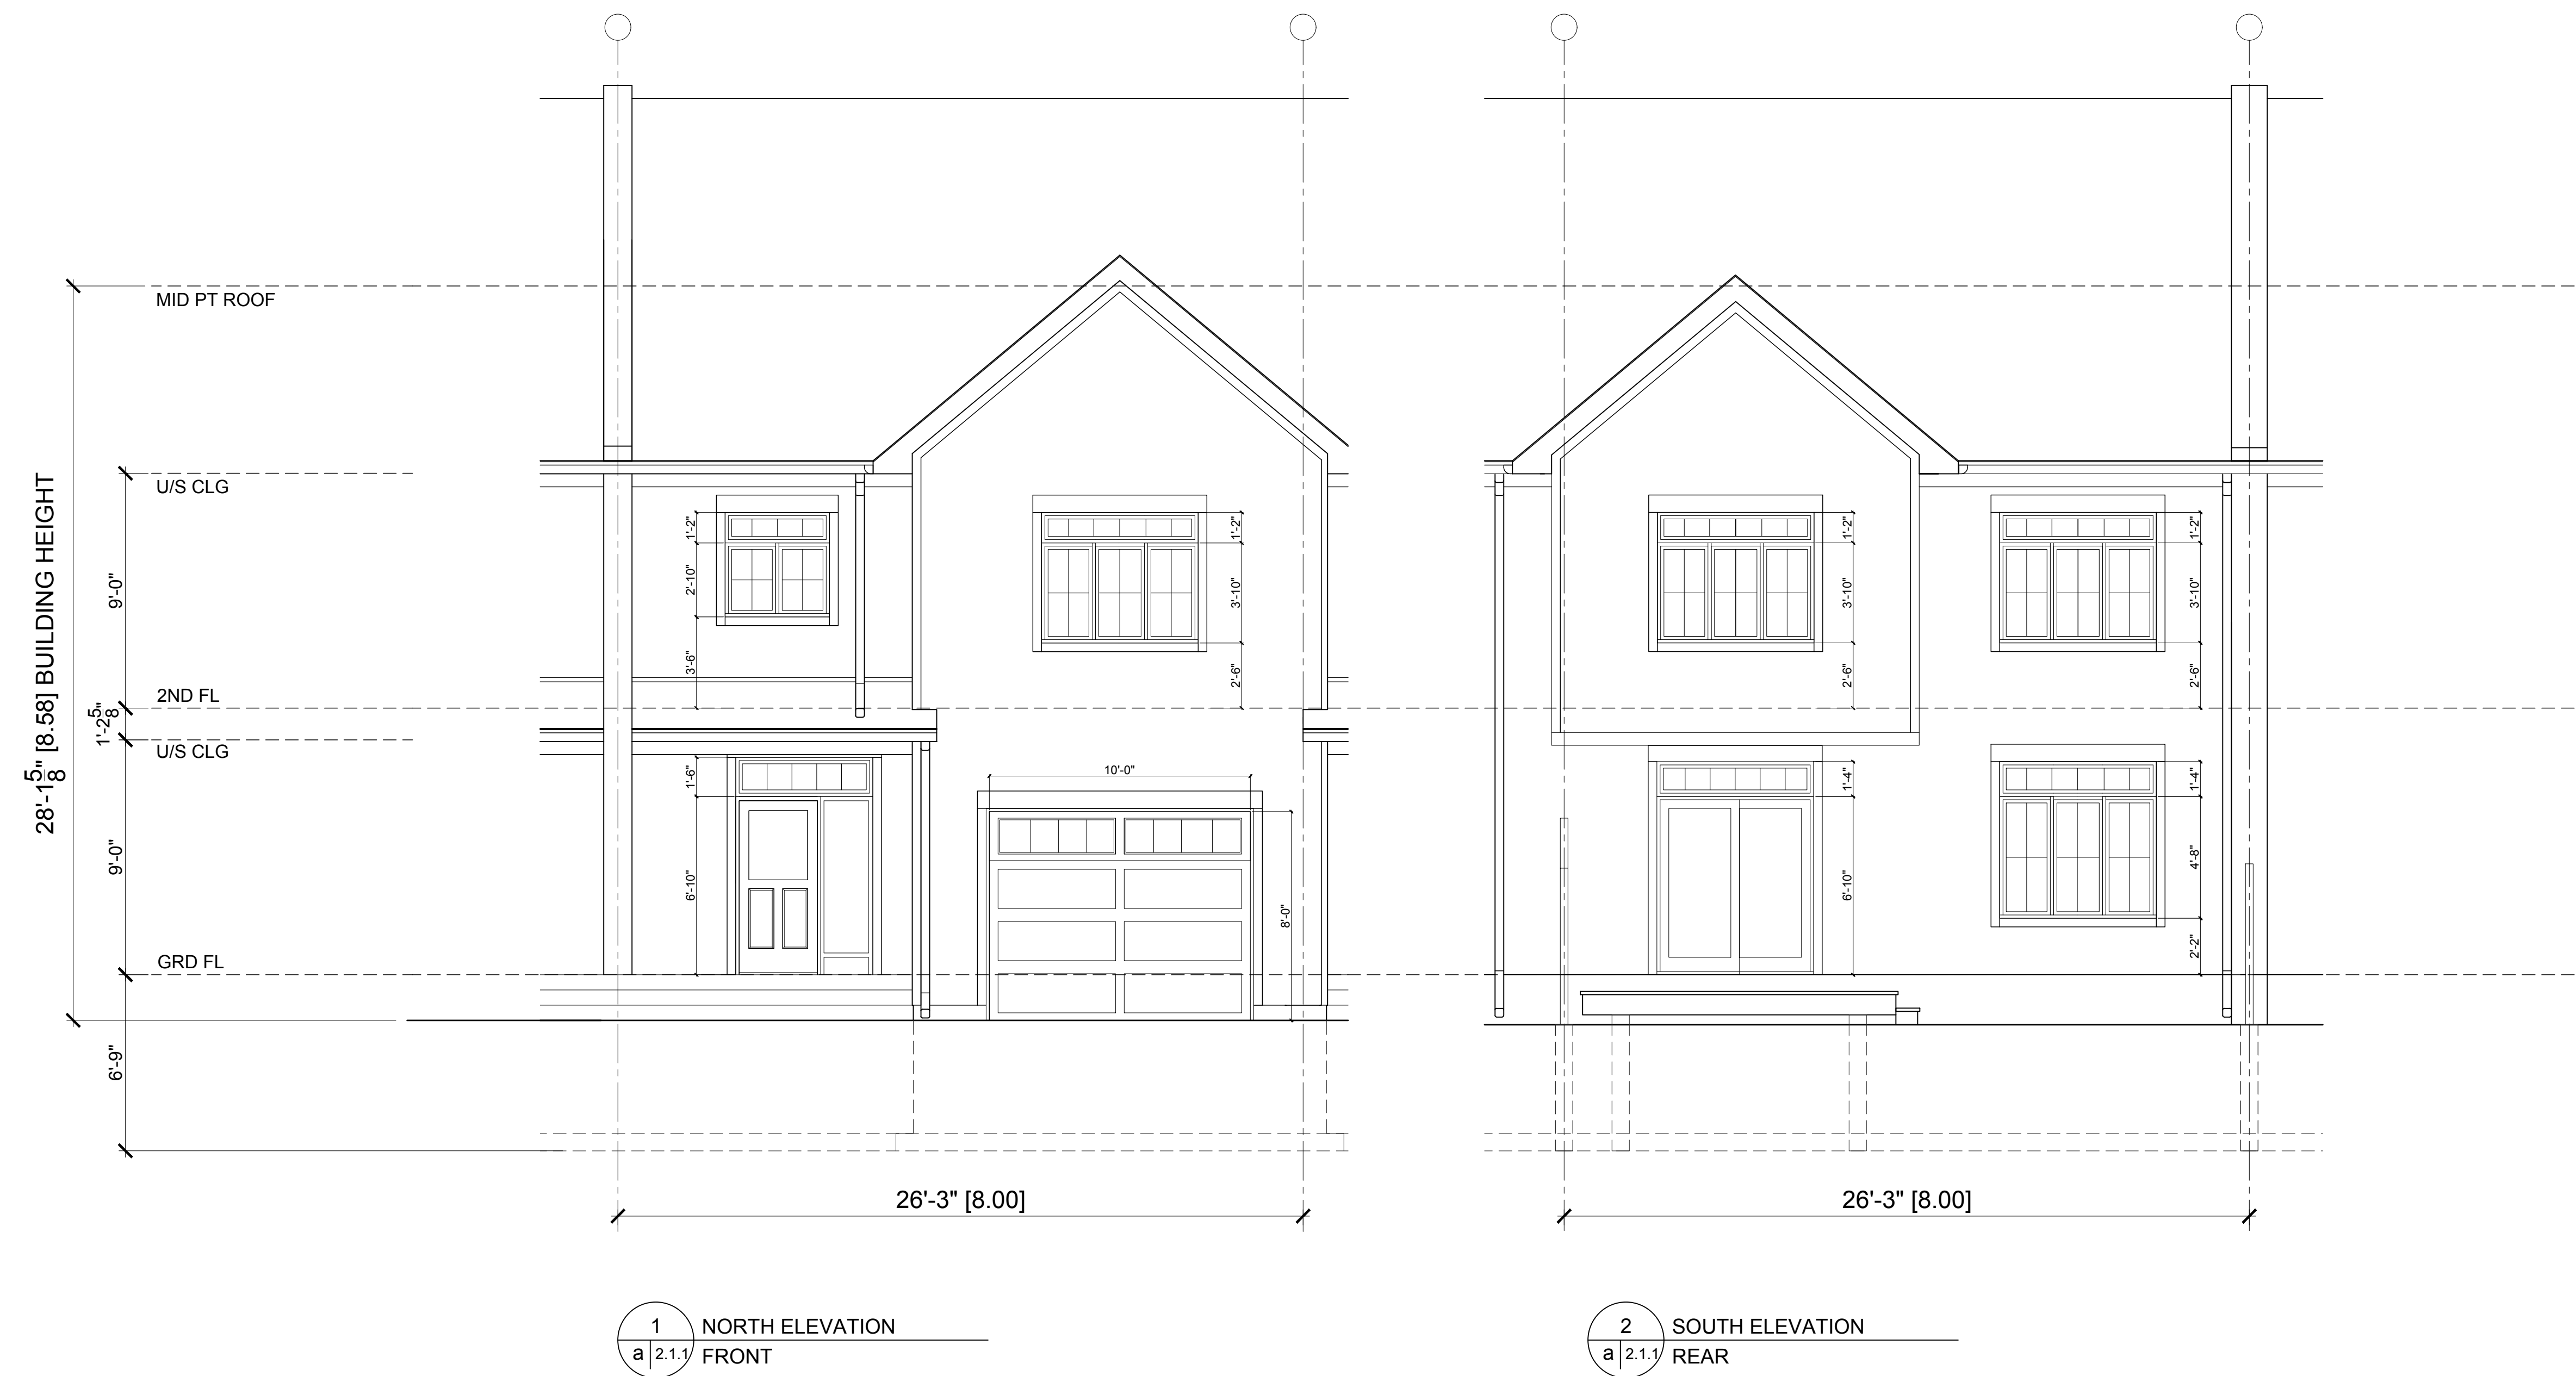 MID PT ROOF
U/S CLG
2ND FL
U/S CLG
GRD FL
28'-1 5/8" [8.58] BUILDING HEIGHT
9'-0"
1'-2 5/8"
9'-0"
6'-9"
1'-2"
2'-10"
3'-6"
1'-2"
3'-10"
2'-6"
1'-6"
6'-10"
10'-0"
8'-0"
26'-3" [8.00]
1'-2"
3'-10"
2'-6"
1'-2"
3'-10"
2'-6"
1'-4"
6'-10"
1'-4"
4'-8"
2'-2"
26'-3" [8.00]
1 NORTH ELEVATION
a 2.1.1 FRONT
2 SOUTH ELEVATION
a 2.1.1 REAR